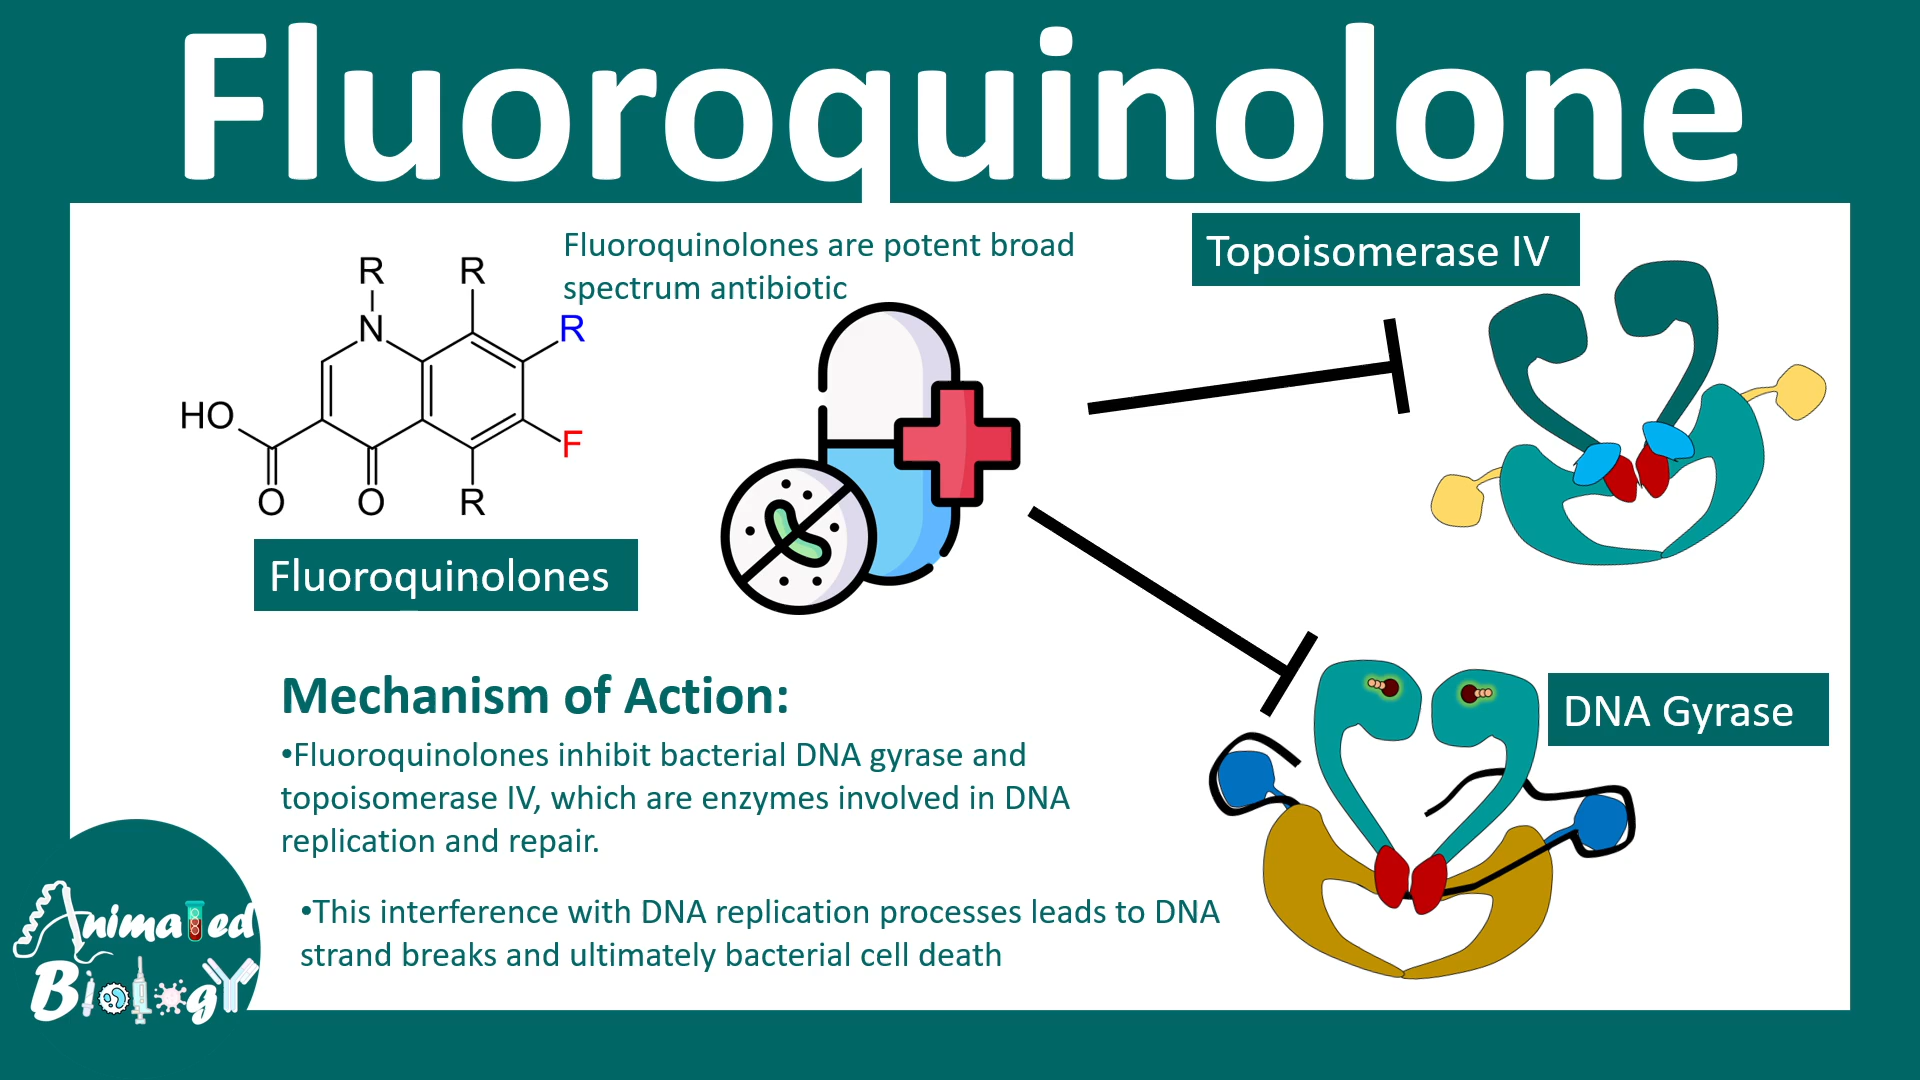 Fluoroquinolone
Fluoroquinolones are potent broad
spectrum antibiotic
Topoisomerase IV
R
R
N
R
HO
F
O
O
R
Fluoroquinolones
Mechanism of Action:
•Fluoroquinolones inhibit bacterial DNA gyrase and
topoisomerase IV, which are enzymes involved in DNA
replication and repair.
•This interference with DNA replication processes leads to DNA
strand breaks and ultimately bacterial cell death
DNA Gyrase
Animated
Biology